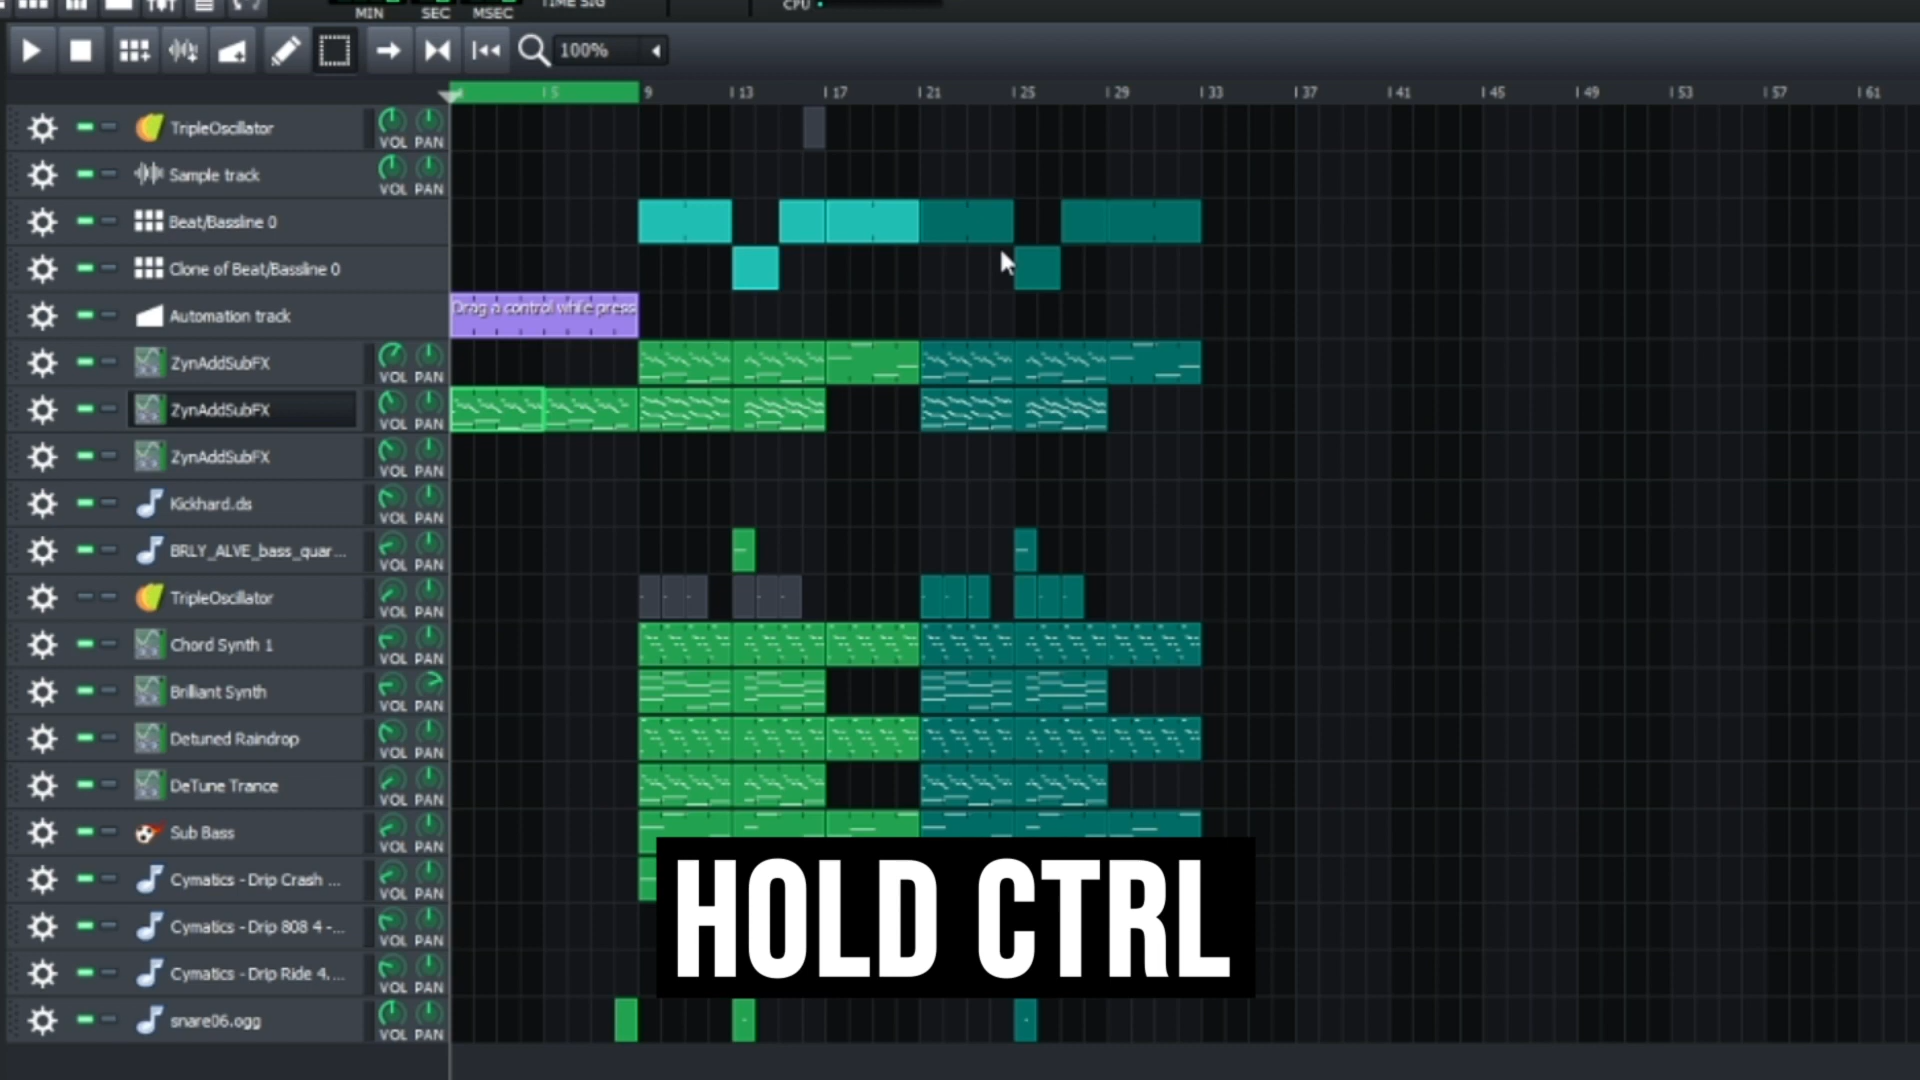 MIN SEC MSEC TIME SIG CPU
100%
5 9 13 17 21 25 29 33 37 41 45 49 53 57 61
TripleOscillator VOL PAN
Sample track VOL PAN
Beat/Bassline 0
Clone of Beat/Bassline 0
Automation track Drag a control while press
ZynAddSubFX VOL PAN
ZynAddSubFX VOL PAN
ZynAddSubFX VOL PAN
Kickhard.ds VOL PAN
BRLY_ALVE_bass_quar... VOL PAN
TripleOscillator VOL PAN
Chord Synth 1 VOL PAN
Brilliant Synth VOL PAN
Detuned Raindrop VOL PAN
DeTune Trance VOL PAN
Sub Bass VOL PAN
Cymatics - Drip Crash ... VOL PAN
Cymatics - Drip 808 4 -... VOL PAN
Cymatics - Drip Ride 4. ... VOL PAN
snare06.ogg VOL PAN
HOLD CTRL